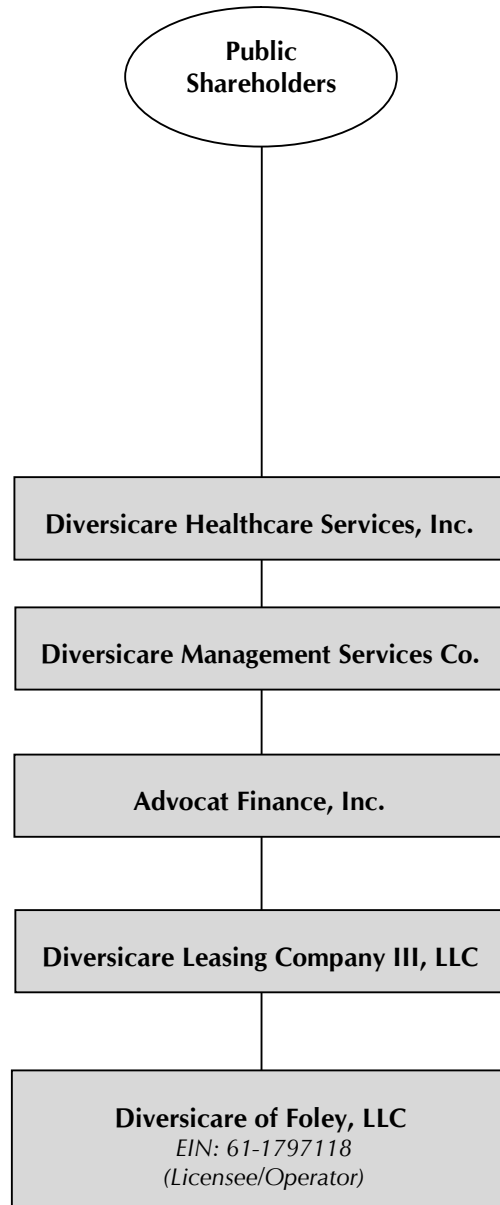 Public
Shareholders
Diversicare Healthcare Services, Inc.
Diversicare Management Services Co.
Advocat Finance, Inc.
Diversicare Leasing Company III, LLC
Diversicare of Foley, LLC
EIN: 61-1797118
(Licensee/Operator)